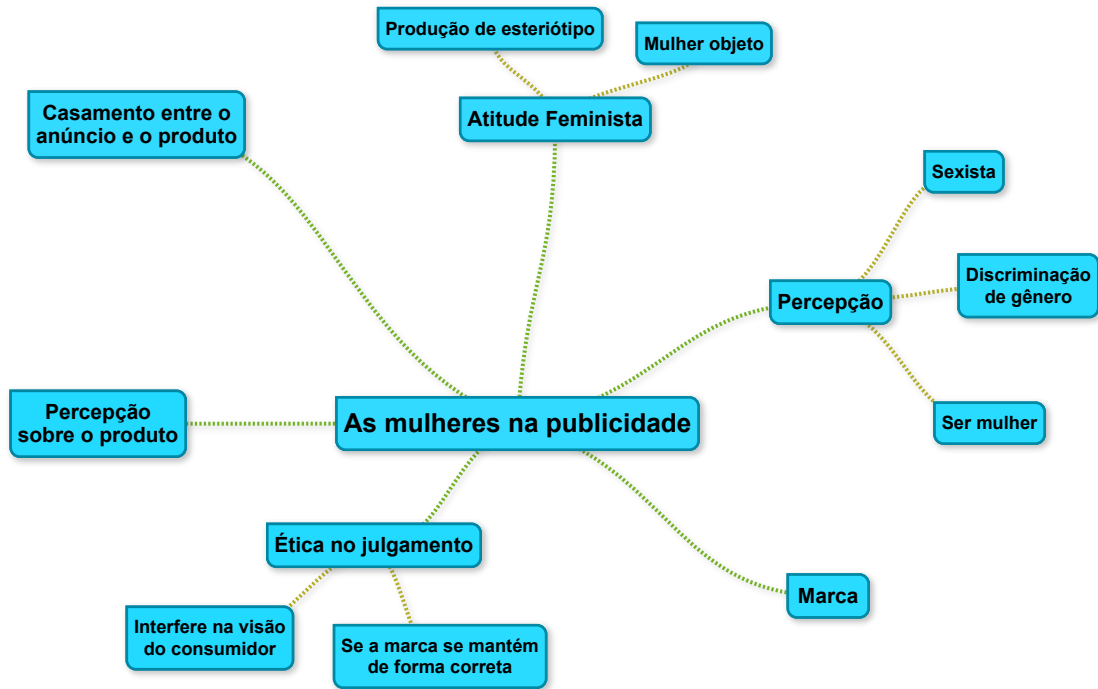 Produção de esteriótipo
Mulher objeto
Atitude Feminista
Casamento entre o
anúncio e o produto
Sexista
Discriminação
de gênero
Percepção
Ser mulher
Percepção
sobre o produto
As mulheres na publicidade
Ética no julgamento
Interfere na visão
do consumidor
Se a marca se mantém
de forma correta
Marca